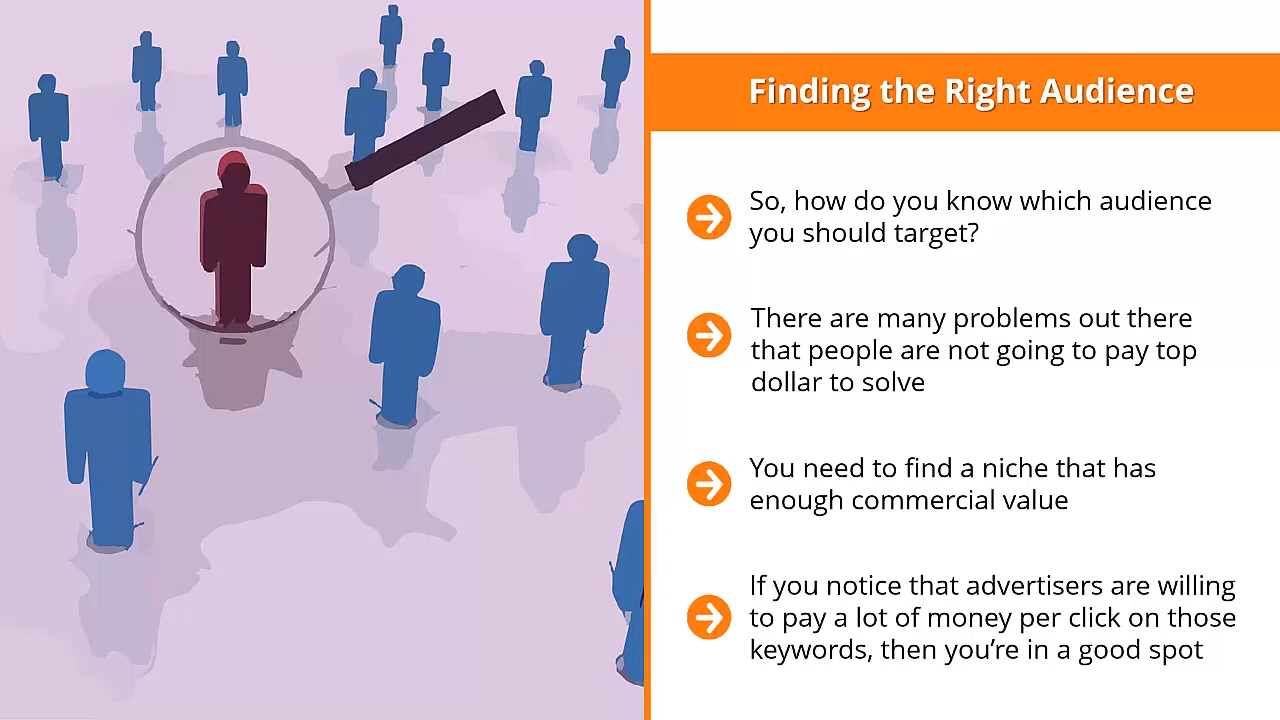 Finding the Right Audience
So, how do you know which audience
you should target?
There are many problems out there
that people are not going to pay top
dollar to solve
You need to find a niche that has
enough commercial value
If you notice that advertisers are willing
to pay a lot of money per click on those
keywords, then you’re in a good spot